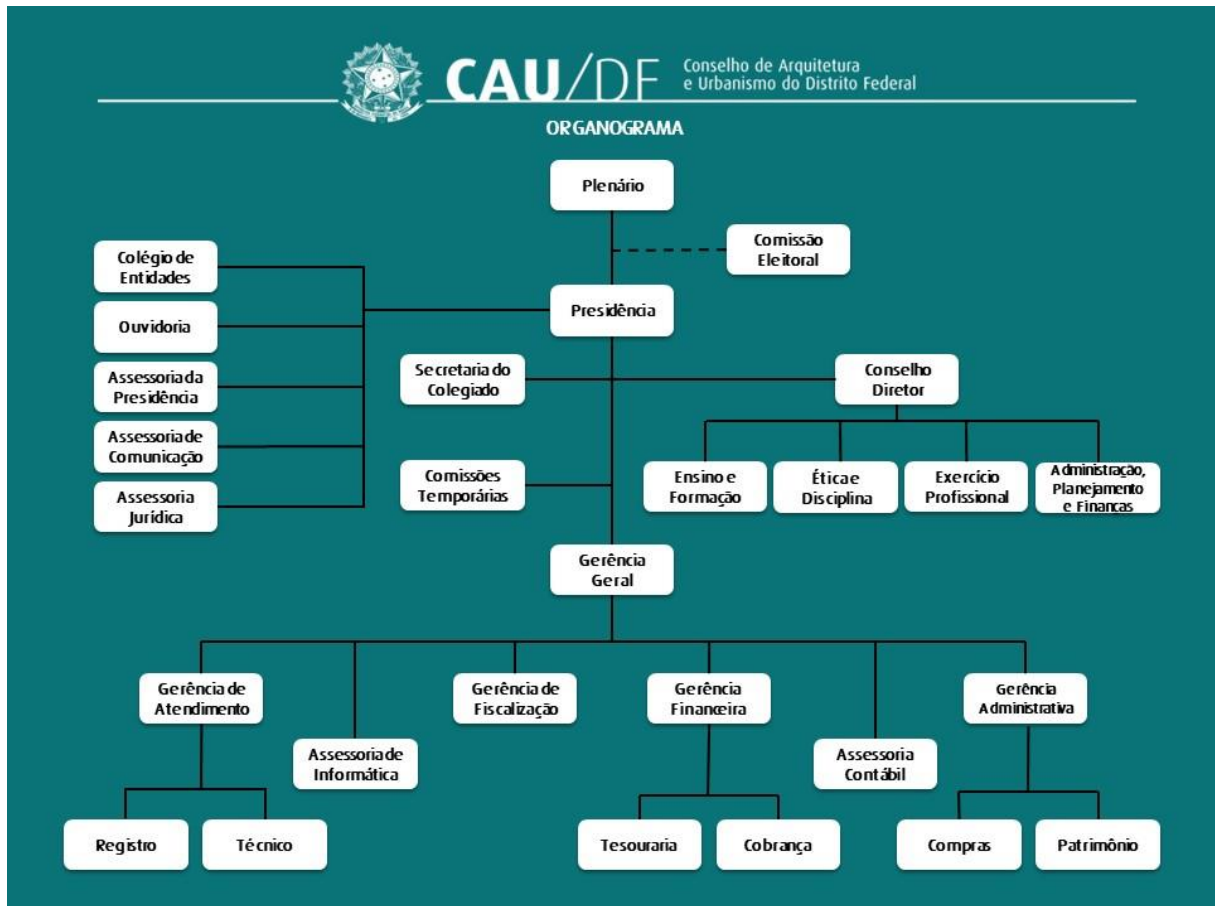 CAU/DF
Conselho de Arquitetura
e Urbanismo do Distrito Federal
ORGANOGRAMA
Plenário
Comissão
Eleitoral
Colégio de
Entidades
Ouvidoria
Assessoria da
Presidência
Assessoria de
Comunicação
Assessoria
Jurídica
Presidência
Secretaria do
Colegiado
Conselho
Diretor
Comissões
Temporárias
Ensino e
Formação
Ética e
Disciplina
Exercício
Profissional
Administração,
Planejamento
e Finanças
Gerência
Geral
Gerência de
Atendimento
Assessoria de
Informática
Gerência de
Fiscalização
Gerência
Financeira
Assessoria
Contábil
Gerência
Administrativa
Registro
Técnico
Tesouraria
Cobrança
Compras
Patrimônio